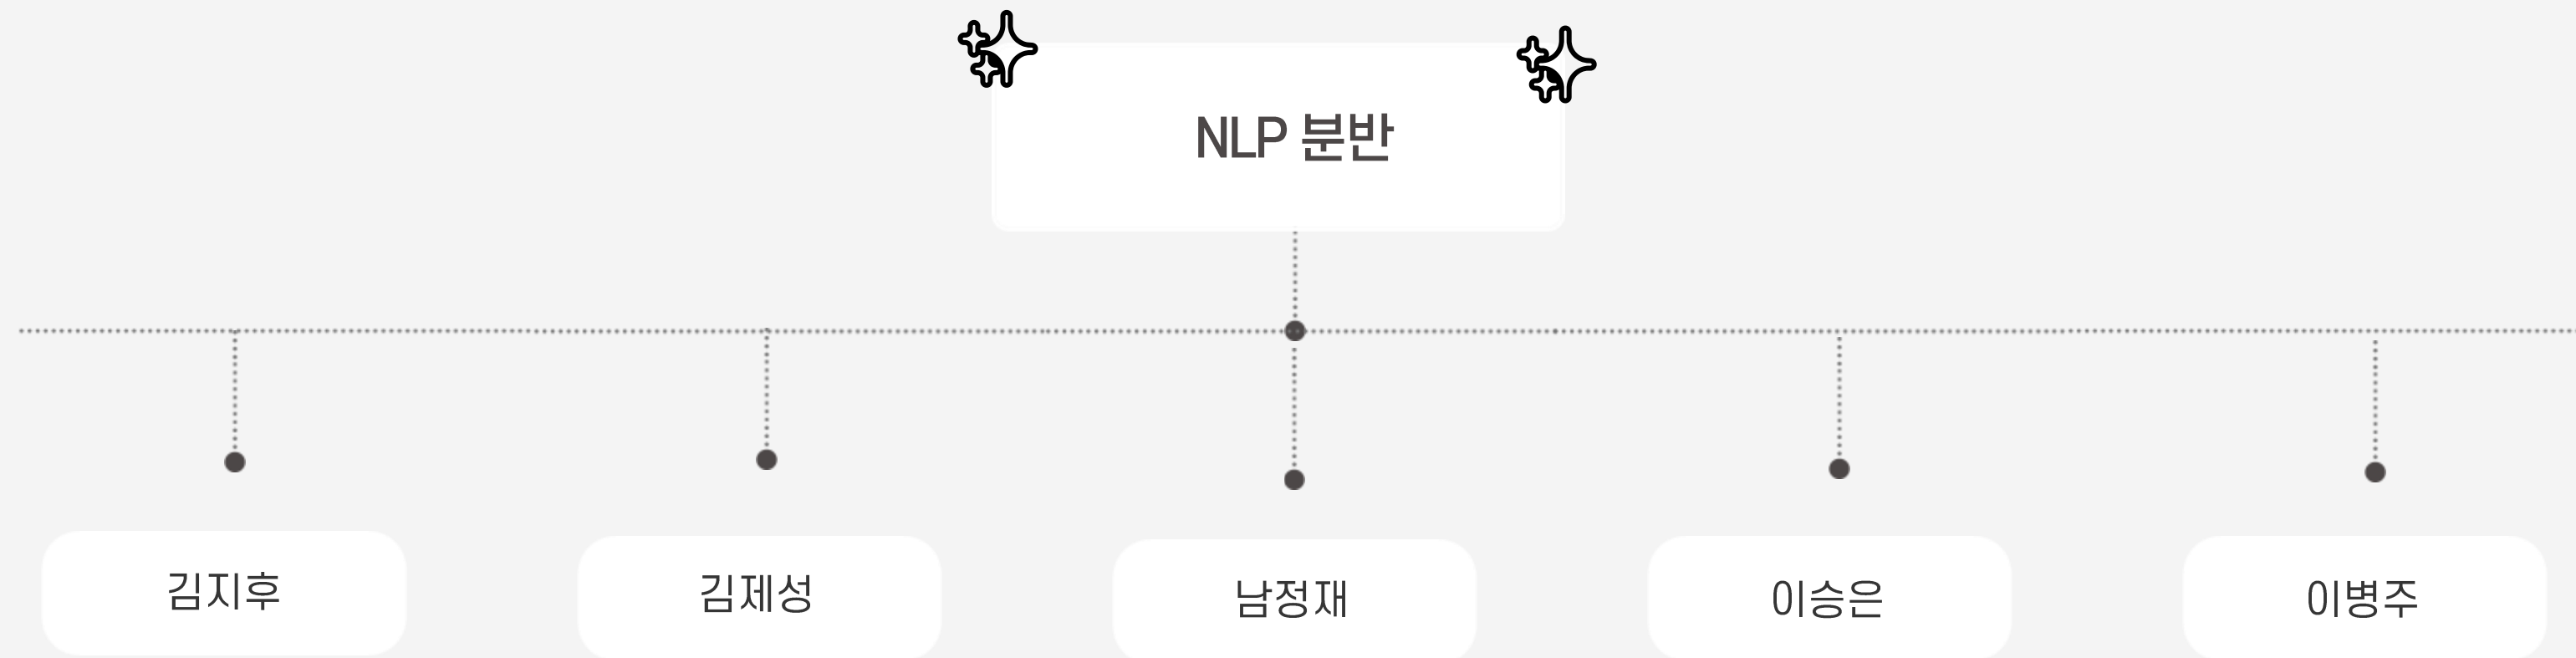 NLP 분반
김지후
김제성
남정재
이승은
이병주